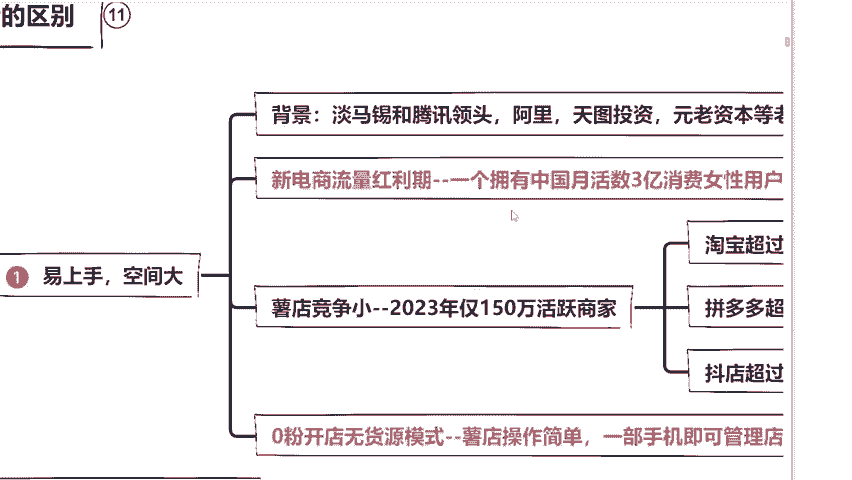 的区别 11
背景：淡马锡和腾讯领头，阿里，天图投资，元老资本等老
新电商流量红利期--一个拥有中国月活数3亿消费女性用户
淘宝超过
1 易上手，空间大
薯店竞争小--2023年仅150万活跃商家
拼多多超
抖店超过
0粉开店无货源模式--薯店操作简单，一部手机即可管理店